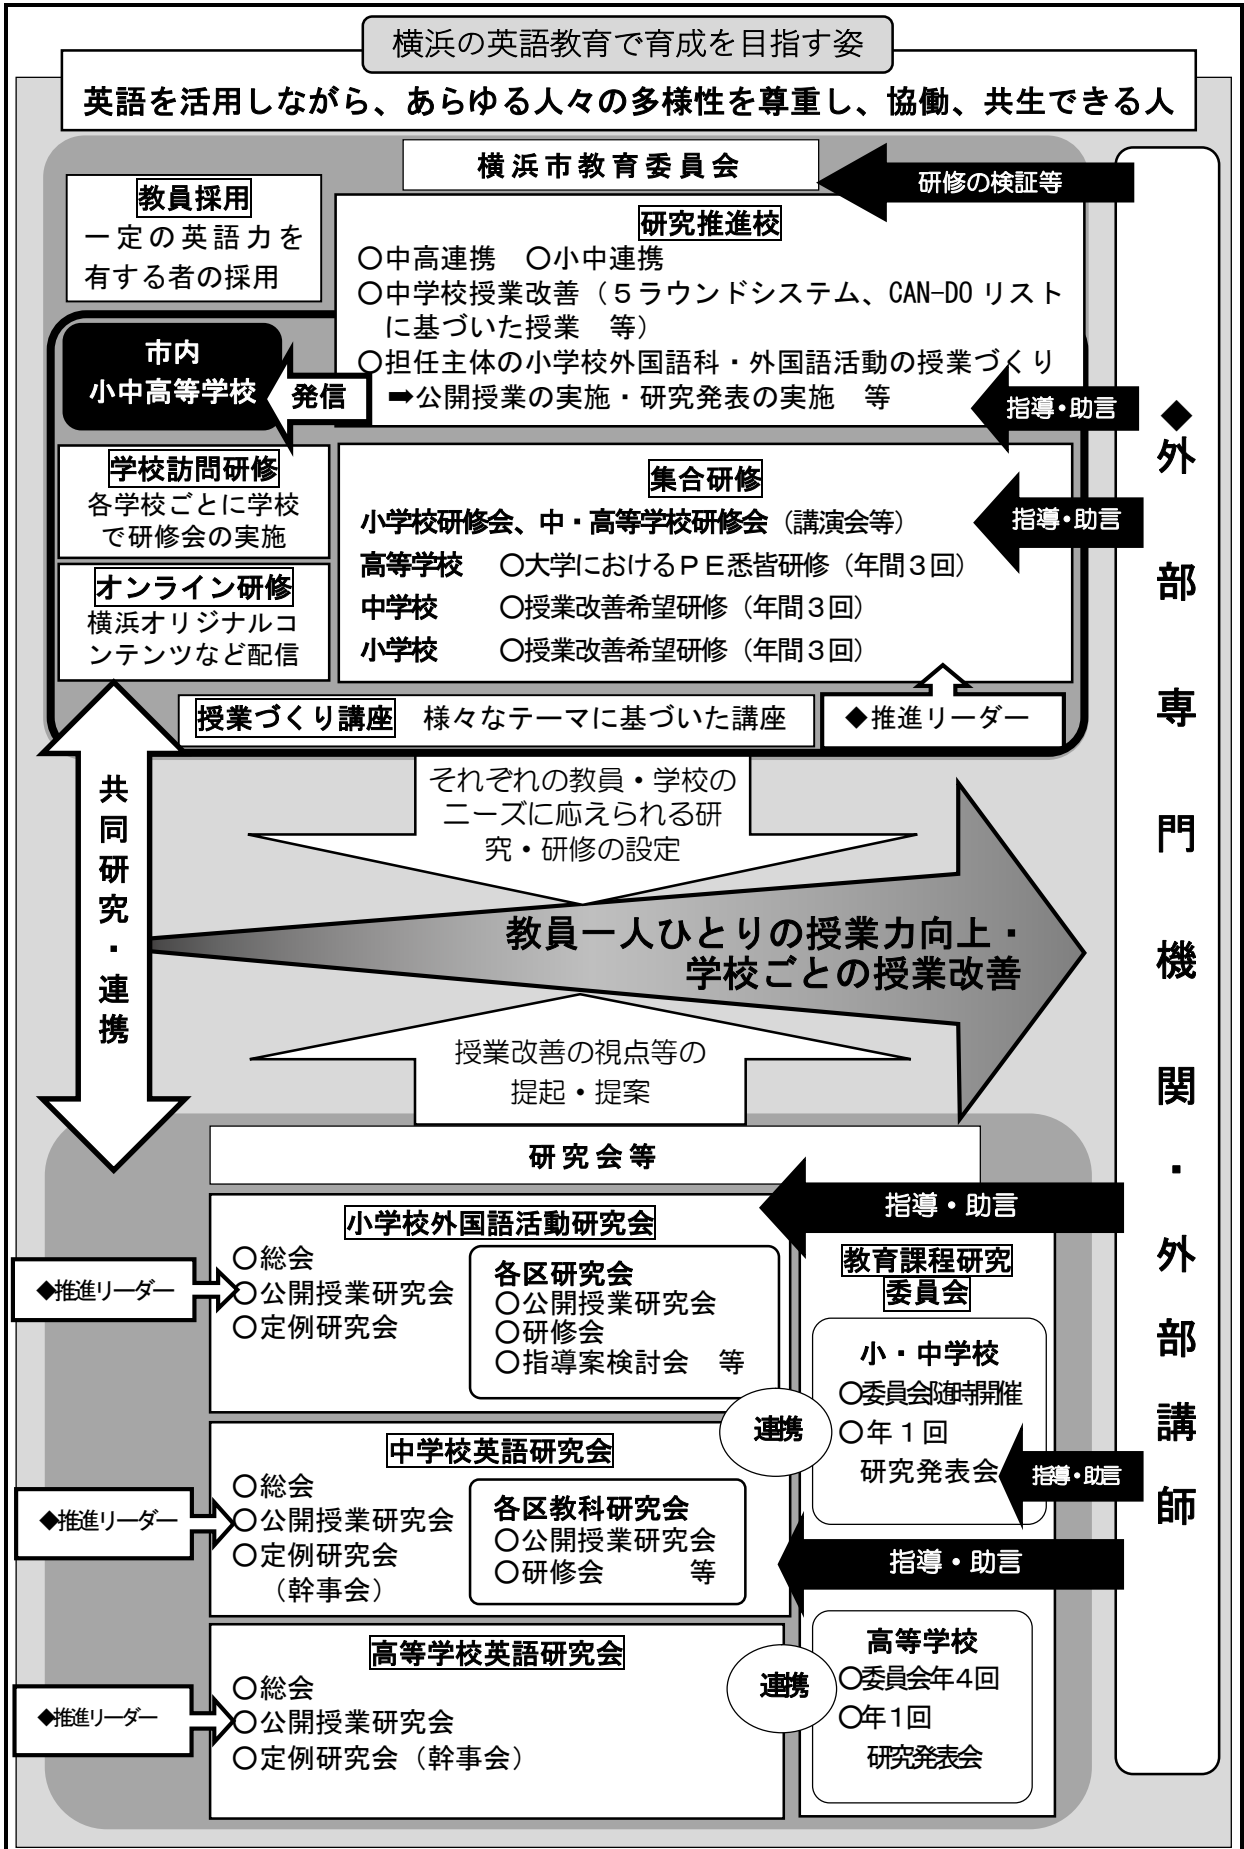 横浜の英語教育で育成を目指す姿
英語を活用しながら、あらゆる人々の多様性を尊重し、協働、共生できる人
横浜市教育委員会
研修の検証等
教員採用
一定の英語力を
有する者の採用
研究推進校
〇中高連携　〇小中連携
〇中学校授業改善（５ラウンドシステム、CAN-DO リスト
に基づいた授業　等）
〇担任主体の小学校外国語科・外国語活動の授業づくり
➡公開授業の実施・研究発表の実施　等
市内
小中高等学校
発信
指導・助言
学校訪問研修
各学校ごとに学校
で研修会の実施
オンライン研修
横浜オリジナルコ
ンテンツなど配信
集合研修
小学校研修会、中・高等学校研修会（講演会等）
高等学校　〇大学におけるＰＥ悉皆研修（年間３回）
中学校　〇授業改善希望研修（年間３回）
小学校　〇授業改善希望研修（年間３回）
指導・助言
授業づくり講座　様々なテーマに基づいた講座
◆推進リーダー
それぞれの教員・学校の
ニーズに応えられる研
究・研修の設定
共同研究・連携
教員一人ひとりの授業力向上・
学校ごとの授業改善
授業改善の視点等の
提起・提案
◆外部専門機関・外部講師
研究会等
指導・助言
小学校外国語活動研究会
〇総会
〇公開授業研究会
〇定例研究会
◆推進リーダー
各区研究会
〇公開授業研究会
〇研修会
〇指導案検討会　等
教育課程研究
委員会
小・中学校
〇委員会随時開催
〇年１回
研究発表会
指導・助言
連携
中学校英語研究会
〇総会
〇公開授業研究会
〇定例研究会
（幹事会）
◆推進リーダー
各区教科研究会
〇公開授業研究会
〇研修会　　　等
指導・助言
高等学校英語研究会
〇総会
〇公開授業研究会
〇定例研究会（幹事会）
◆推進リーダー
連携
高等学校
〇委員会年４回
〇年１回
研究発表会